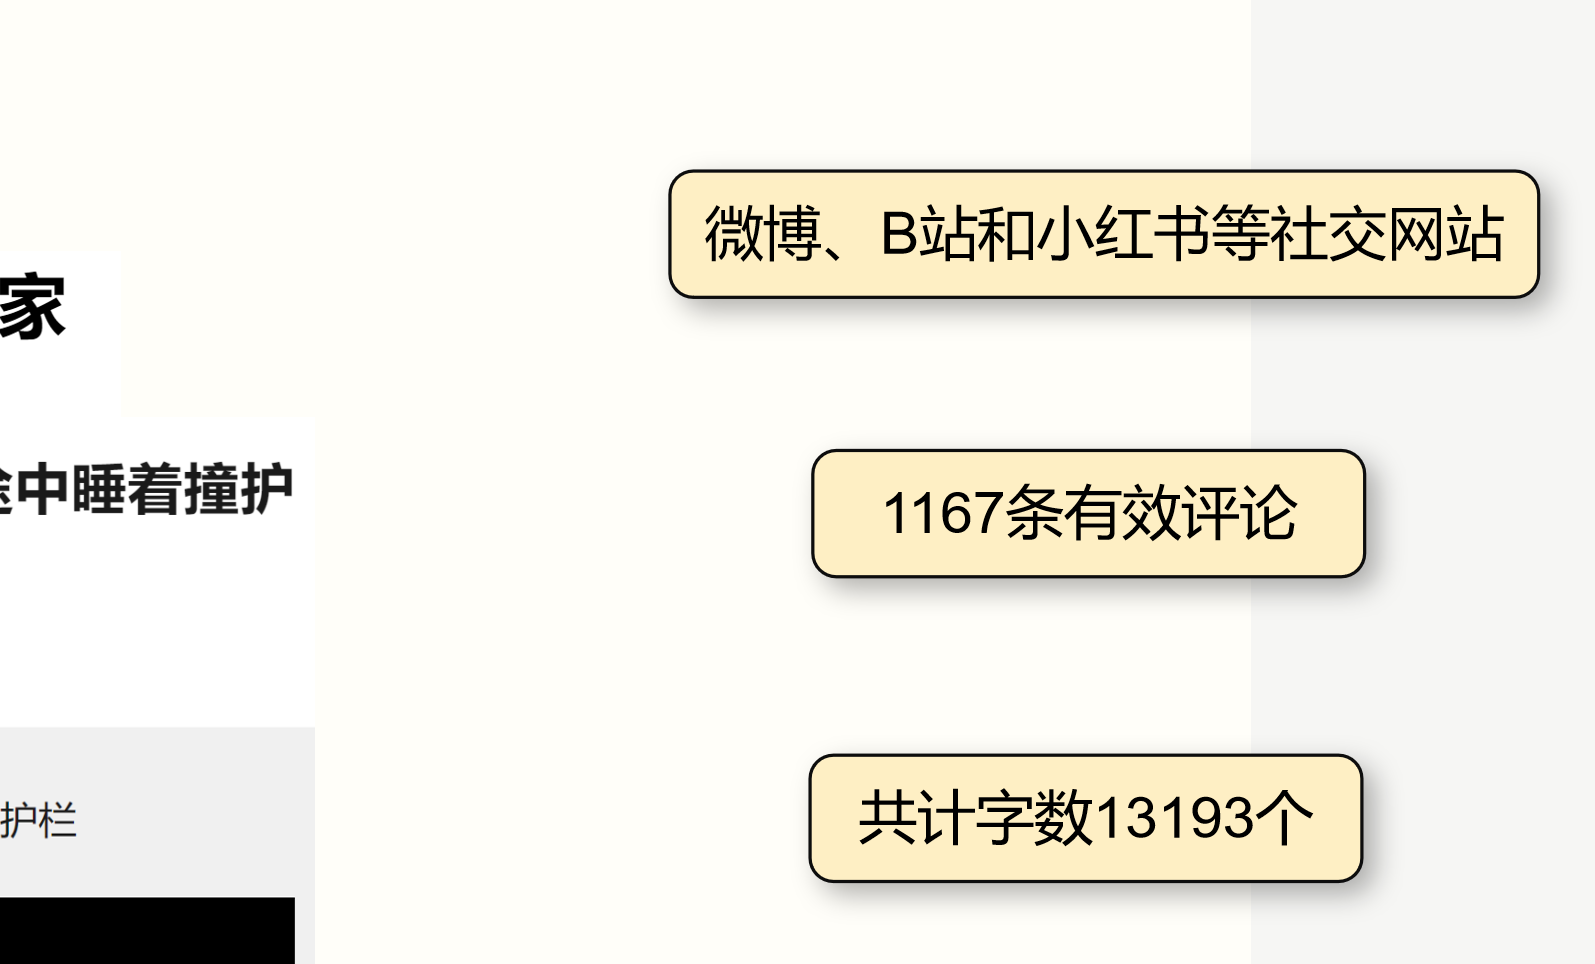 微博、B站和小红书等社交网站
家
中睡着撞护
1167条有效评论
护栏
共计字数13193个